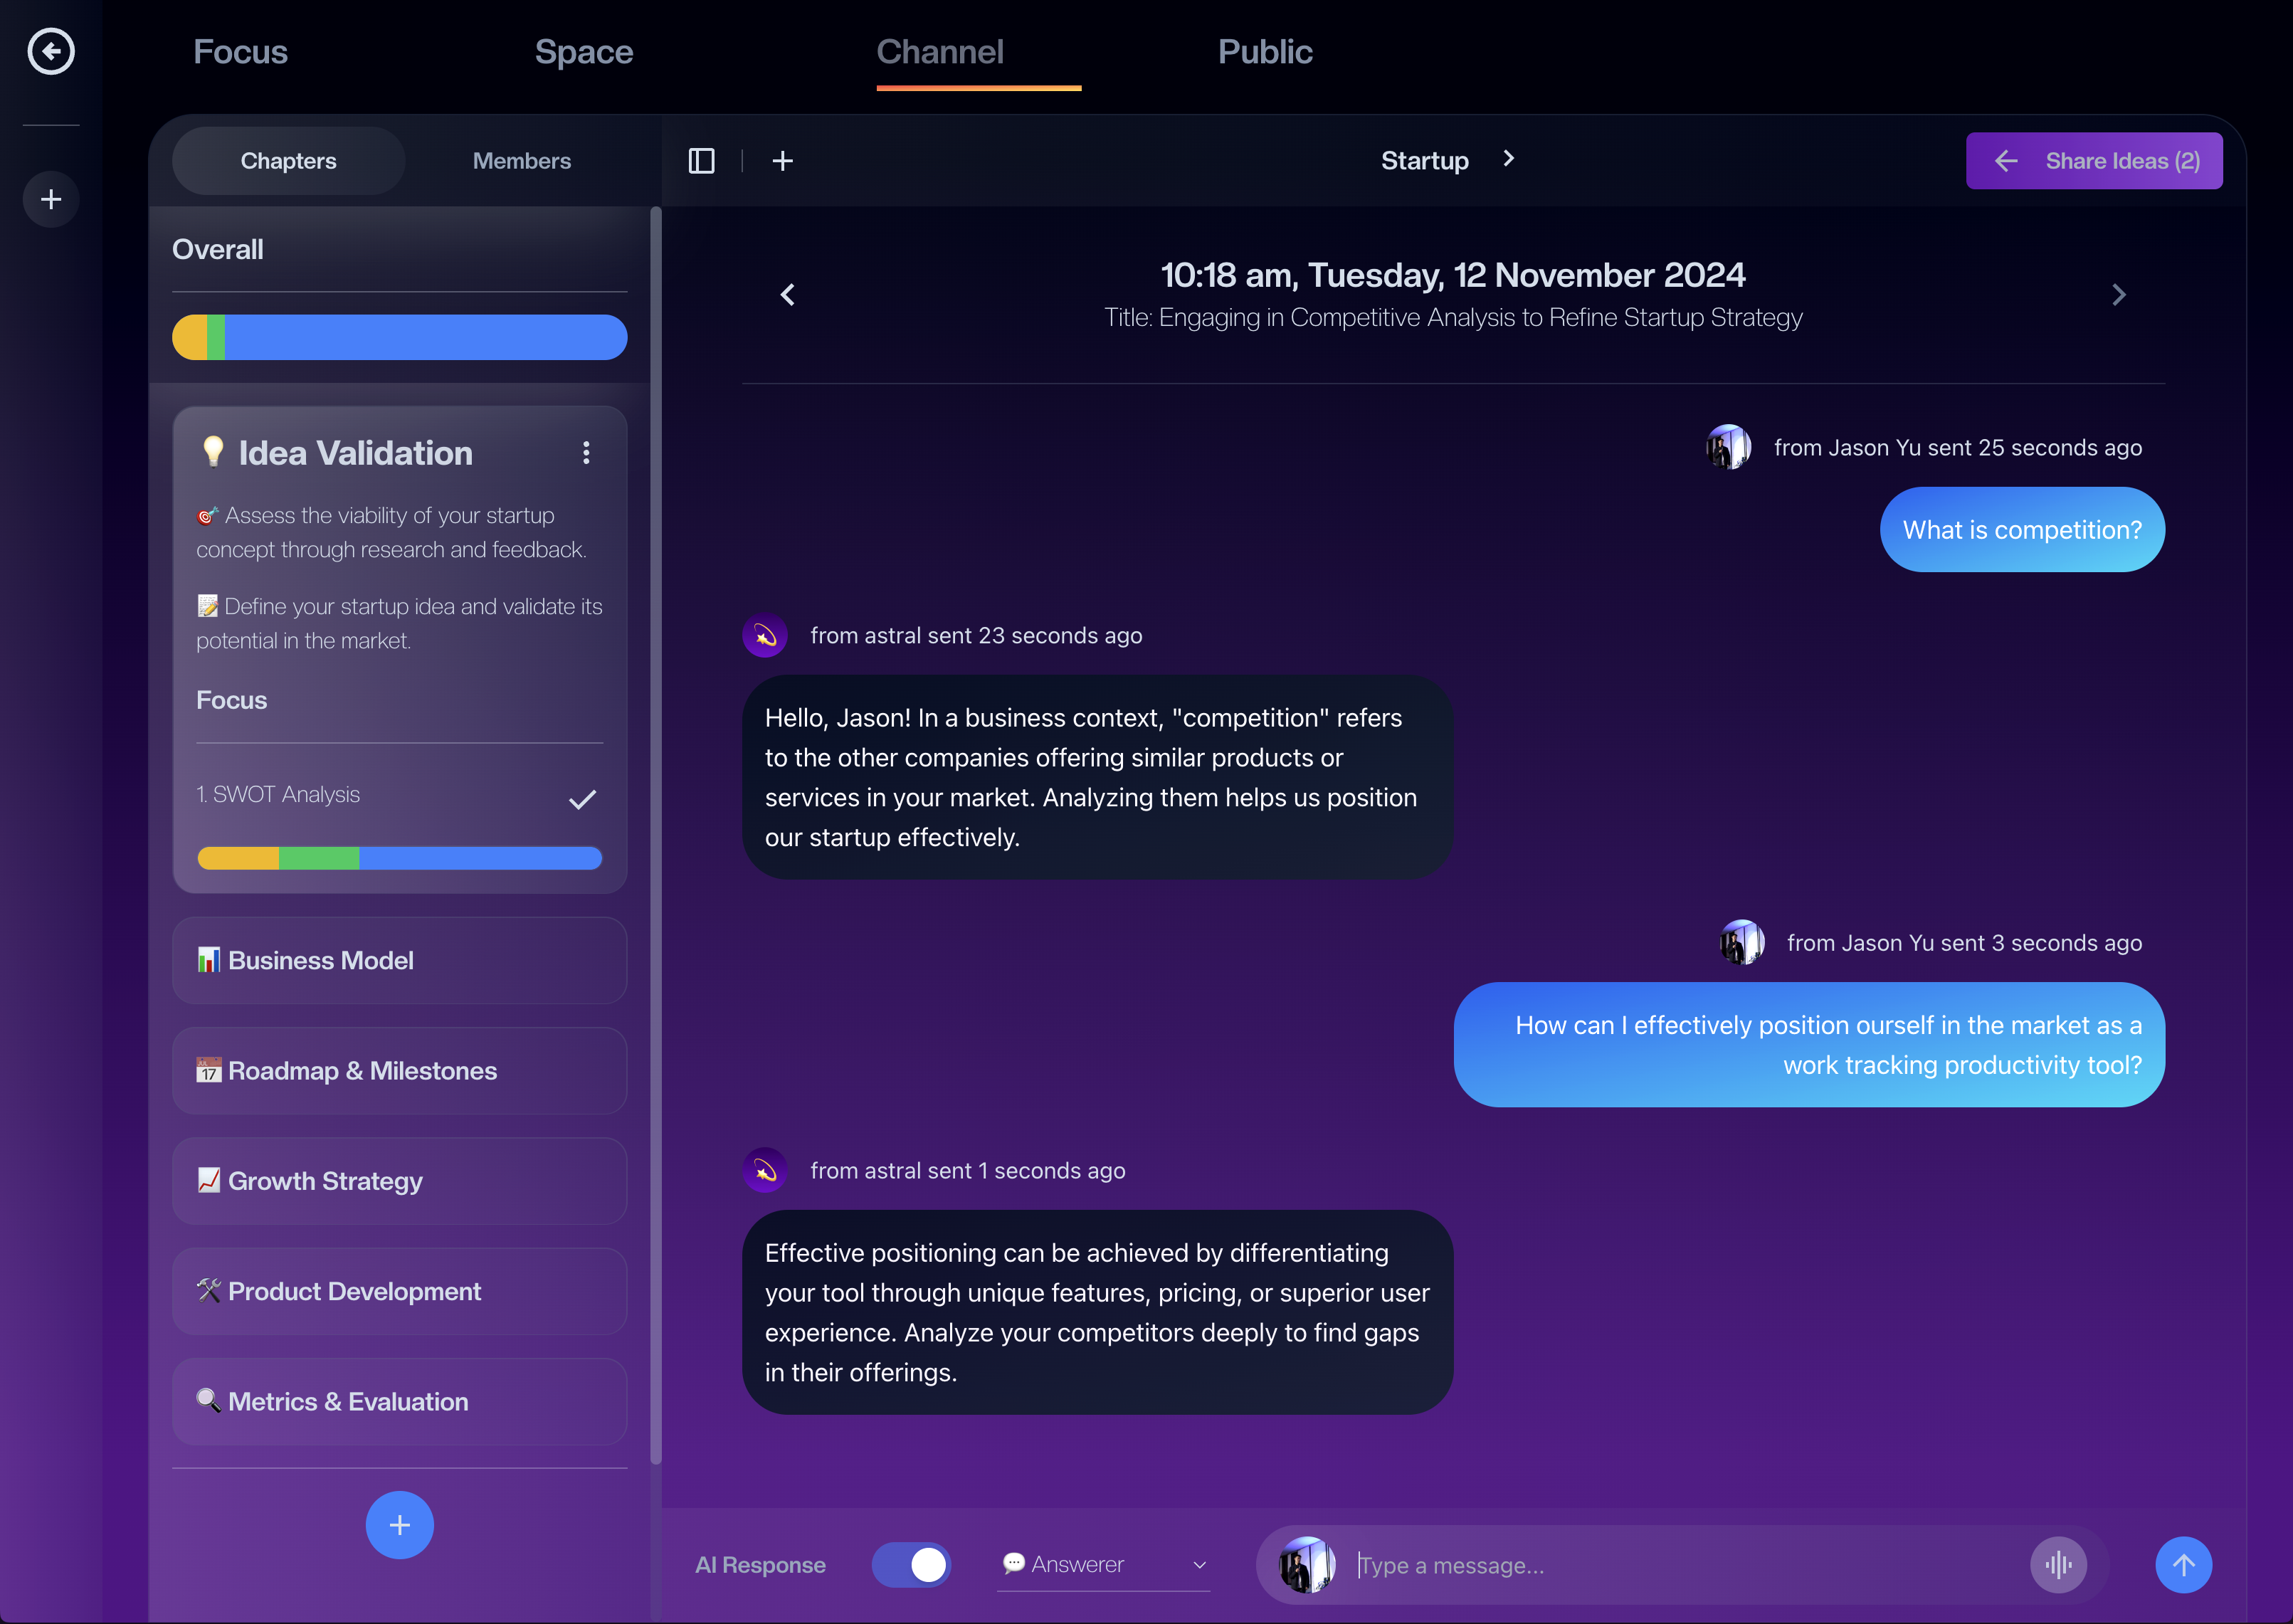 Focus
Space
Channel
Public
Chapters
Members
Startup
Share Ideas (2)
Overall
💡 Idea Validation
🎯 Assess the viability of your startup
concept through research and feedback.
📝 Define your startup idea and validate its
potential in the market.
Focus
1. SWOT Analysis
📊 Business Model
📅 Roadmap & Milestones
📈 Growth Strategy
🛠️ Product Development
🔍 Metrics & Evaluation
10:18 am, Tuesday, 12 November 2024
Title: Engaging in Competitive Analysis to Refine Startup Strategy
from Jason Yu sent 25 seconds ago
What is competition?
from astral sent 23 seconds ago
Hello, Jason! In a business context, "competition" refers
to the other companies offering similar products or
services in your market. Analyzing them helps us position
our startup effectively.
from Jason Yu sent 3 seconds ago
How can I effectively position ourself in the market as a
work tracking productivity tool?
from astral sent 1 seconds ago
Effective positioning can be achieved by differentiating
your tool through unique features, pricing, or superior user
experience. Analyze your competitors deeply to find gaps
in their offerings.
AI Response
💬 Answerer
Type a message...